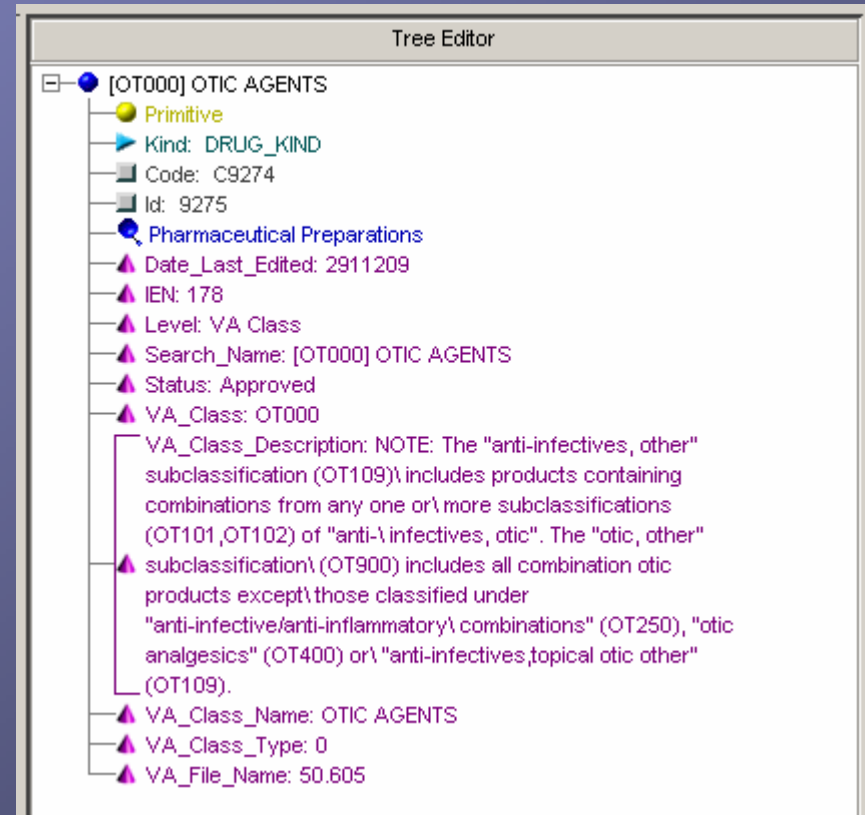 Tree Editor
[OT000] OTIC AGENTS
Primitive
Kind: DRUG_KIND
Code: C9274
Id: 9275
Pharmaceutical Preparations
Date_Last_Edited: 2911209
IEN: 178
Level: VA Class
Search_Name: [OT000] OTIC AGENTS
Status: Approved
VA_Class: OT000
VA_Class_Description: NOTE: The "anti-infectives, other"
subclassification (OT109)\ includes products containing
combinations from any one or\ more subclassifications
(OT101,OT102) of "anti-\ infectives, otic". The "otic, other"
subclassification\ (OT900) includes all combination otic
products except\ those classified under
"anti-infective/anti-inflammatory\ combinations" (OT250), "otic
analgesics" (OT400) or\ "anti-infectives,topical otic other"
(OT109).
VA_Class_Name: OTIC AGENTS
VA_Class_Type: 0
VA_File_Name: 50.605